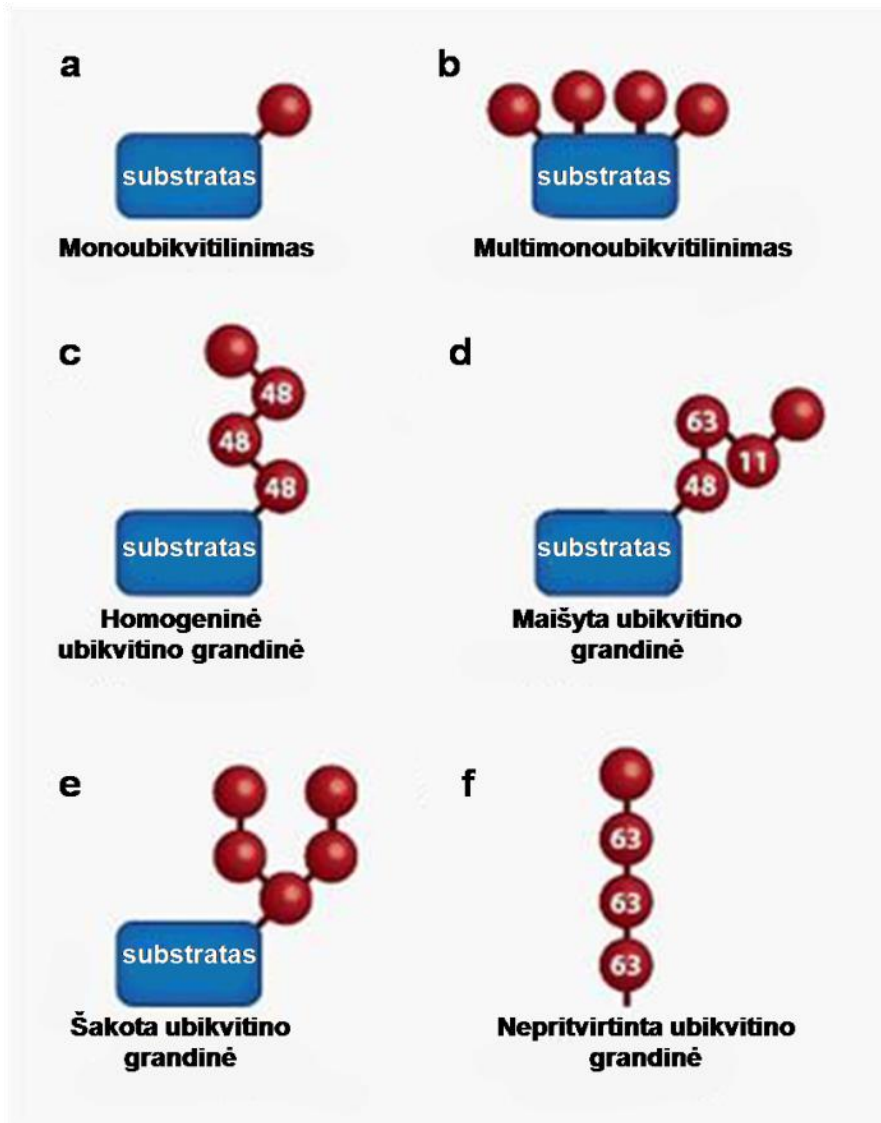 a
substratas
Monoubikvitilinimas
b
substratas
Multimonoubikvitilinimas
c
48
48
48
substratas
Homogeninė
ubikvitino grandinė
d
63
11
48
substratas
Maišyta ubikvitino
grandinė
e
substratas
Šakota ubikvitino
grandinė
f
63
63
63
Nepritvirtinta ubikvitino
grandinė